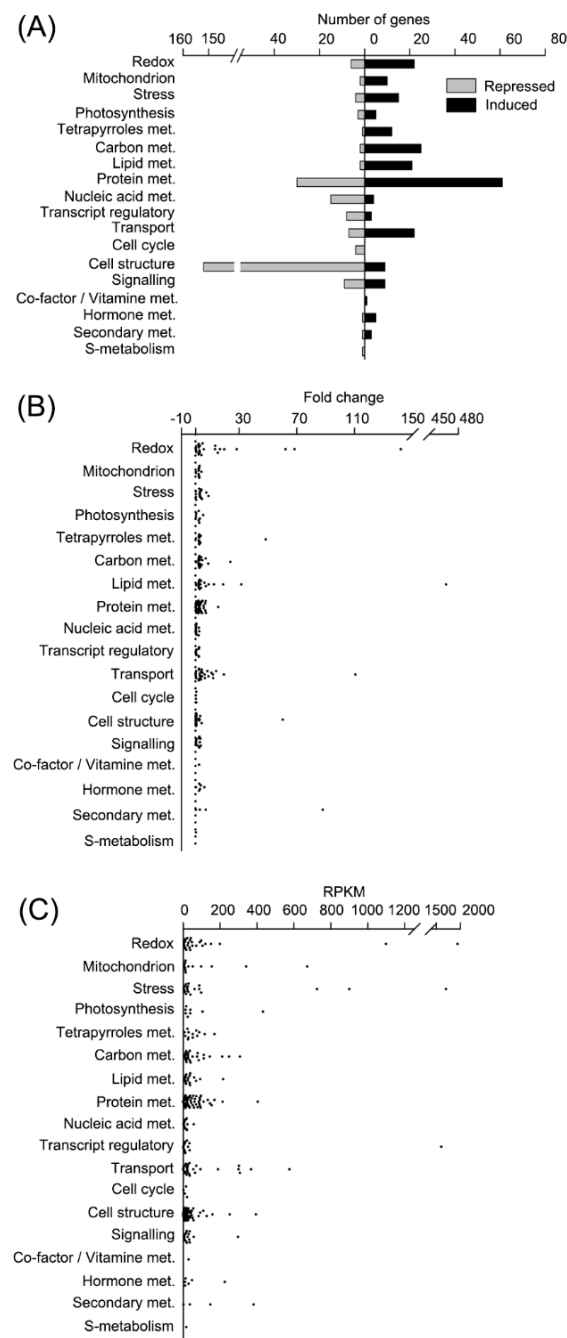 (A)
Number of genes
160 150 40 20 0 20 40 60 80
Redox
Mitochondrion
Stress
Photosynthesis
Tetrapyrroles met.
Carbon met.
Lipid met.
Protein met.
Nucleic acid met.
Transcript regulatory
Transport
Cell cycle
Cell structure
Signalling
Co-factor / Vitamine met.
Hormone met.
Secondary met.
S-metabolism
Repressed
Induced
(B)
Fold change
-10 30 70 110 150 450 480
Redox
Mitochondrion
Stress
Photosynthesis
Tetrapyrroles met.
Carbon met.
Lipid met.
Protein met.
Nucleic acid met.
Transcript regulatory
Transport
Cell cycle
Cell structure
Signalling
Co-factor / Vitamine met.
Hormone met.
Secondary met.
S-metabolism
(C)
RPKM
0 200 400 600 800 1000 1200 1500 2000
Redox
Mitochondrion
Stress
Photosynthesis
Tetrapyrroles met.
Carbon met.
Lipid met.
Protein met.
Nucleic acid met.
Transcript regulatory
Transport
Cell cycle
Cell structure
Signalling
Co-factor / Vitamine met.
Hormone met.
Secondary met.
S-metabolism